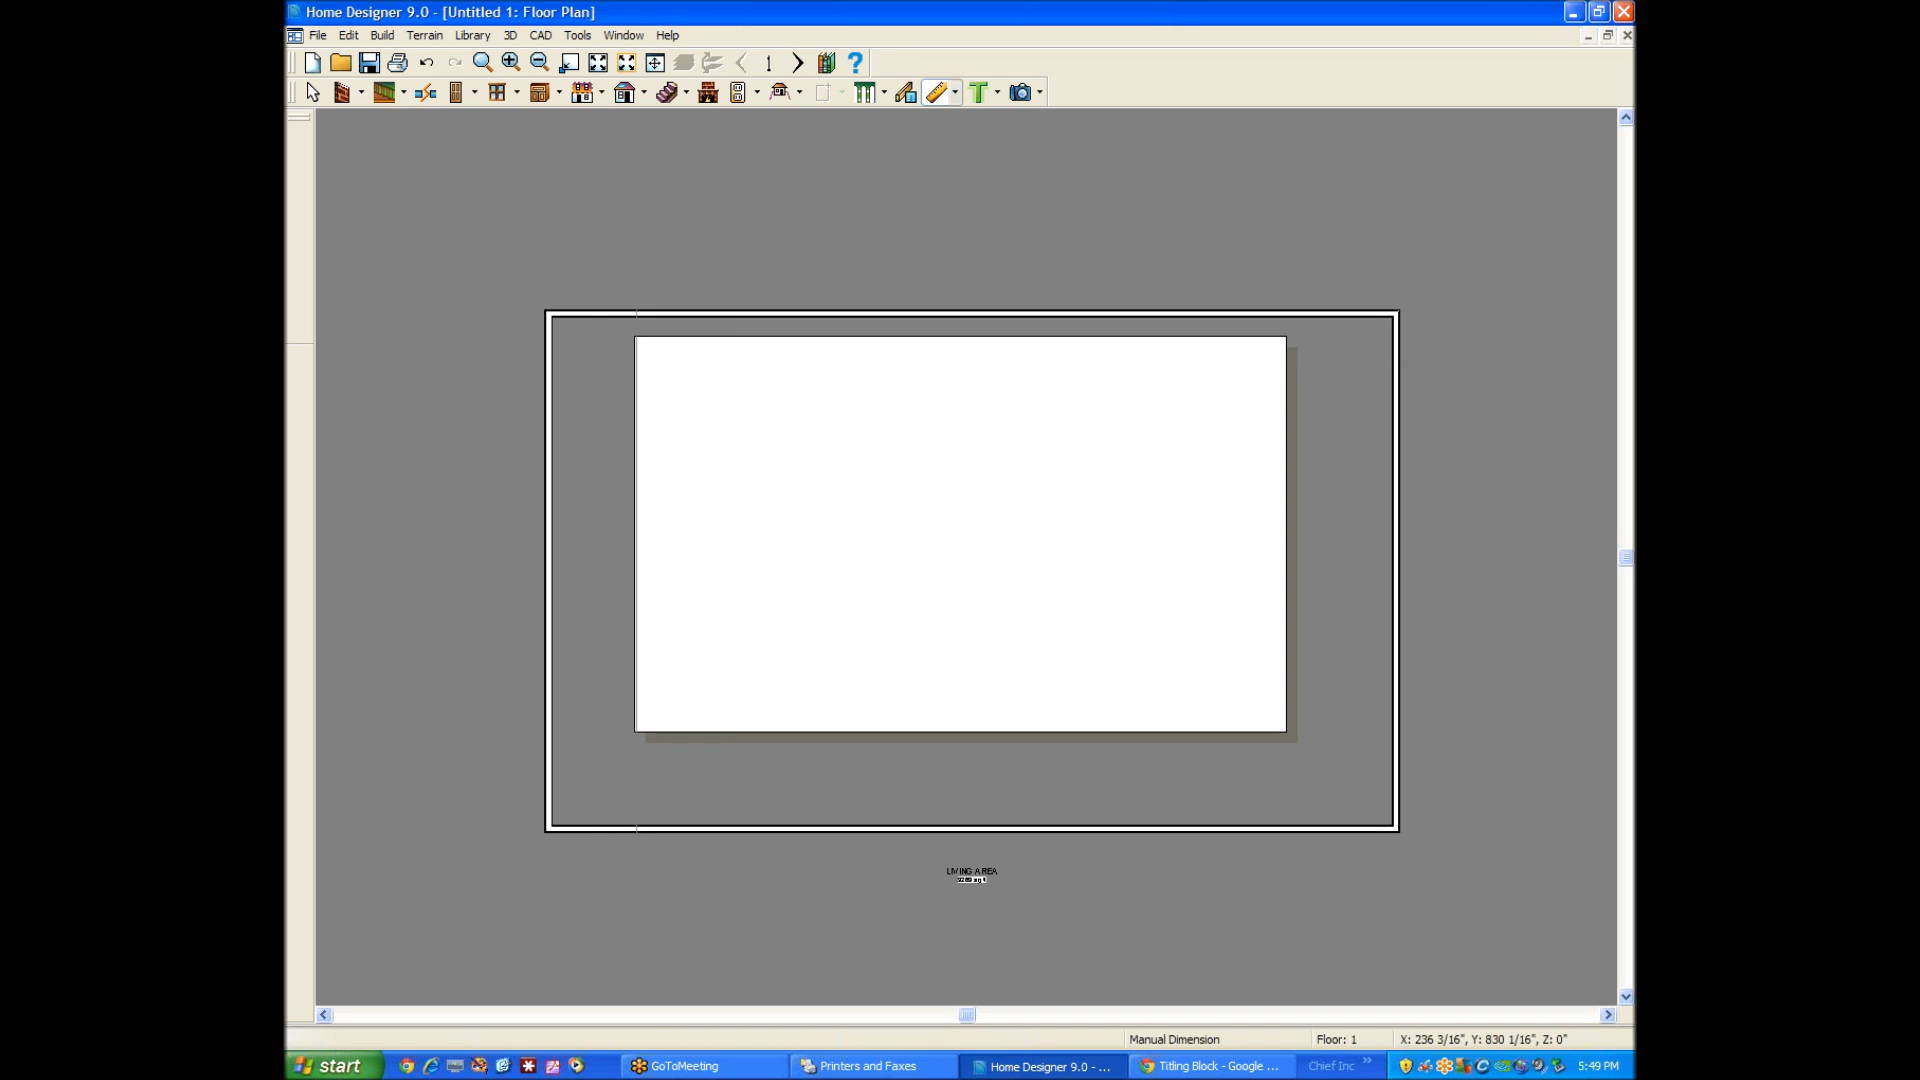 Home Designer 9.0 - [Untitled 1: Floor Plan]
File Edit Build Terrain Library 3D CAD Tools Window Help
1
LIVING AREA
Manual Dimension Floor: 1 X: 236 3/16", Y: 830 1/16", Z: 0"
start GoToMeeting Printers and Faxes Home Designer 9.0 - ... Titling Block - Google ... Chief Inc » 5:49 PM